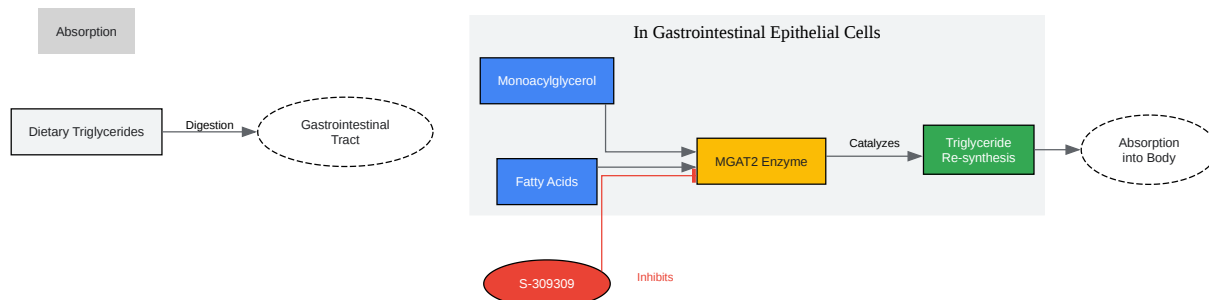 Absorption
In Gastrointestinal Epithelial Cells
Monoacylglycerol
Dietary Triglycerides
Digestion
Gastrointestinal
Tract
Fatty Acids
MGAT2 Enzyme
Catalyzes
Triglyceride
Re-synthesis
Absorption
into Body
S-309309
Inhibits